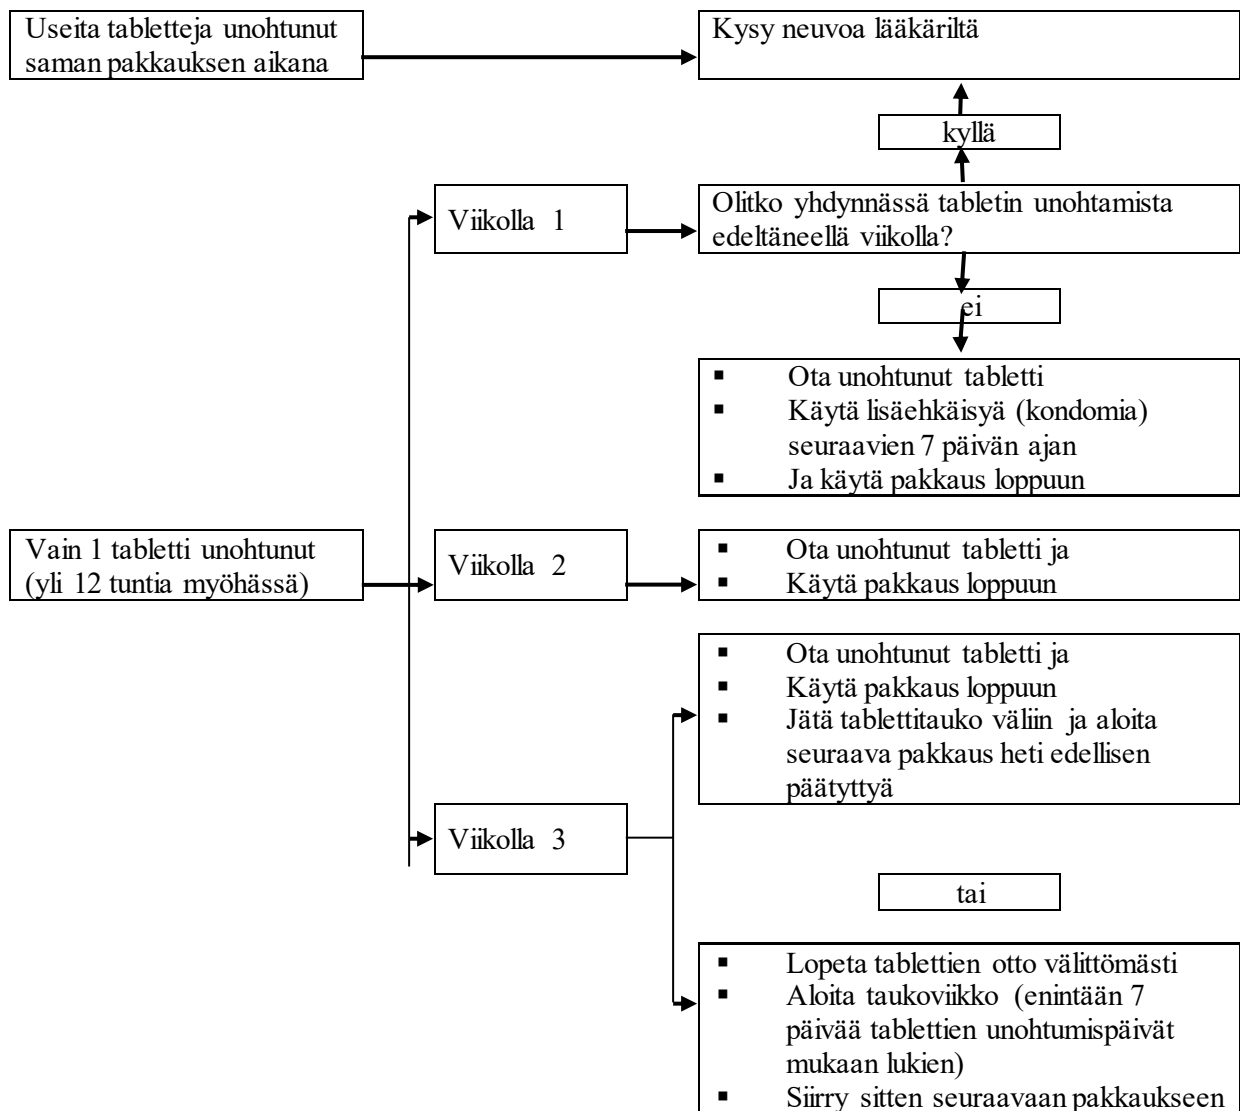 Useita tabletteja unohtunut
saman pakkauksen aikana
Kysy neuvoa lääkäriltä
kyllä
Viikolla 1
Olitko yhdynnässä tabletin unohtamista
edeltäneellä viikolla?
ei
▪ Ota unohtunut tabletti
▪ Käytä lisäehkäisyä (kondomia)
seuraavien 7 päivän ajan
▪ Ja käytä pakkaus loppuun
Vain 1 tabletti unohtunut
(yli 12 tuntia myöhässä)
Viikolla 2
▪ Ota unohtunut tabletti ja
▪ Käytä pakkaus loppuun
▪ Ota unohtunut tabletti ja
▪ Käytä pakkaus loppuun
▪ Jätä tablettitauko väliin ja aloita
seuraava pakkaus heti edellisen
päätyttyä
Viikolla 3
tai
▪ Lopeta tablettien otto välittömästi
▪ Aloita taukoviikko (enintään 7
päivää tablettien unohtumispäivät
mukaan lukien)
▪ Siirry sitten seuraavaan pakkaukseen